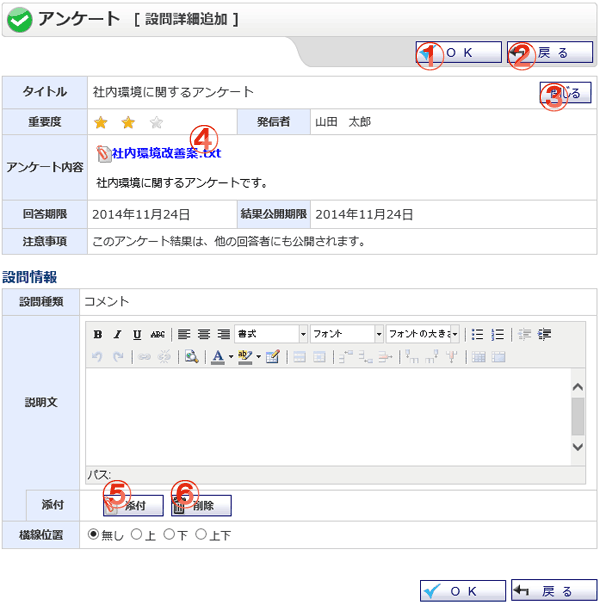 アンケート [ 設問詳細追加 ]
① OK ② 戻る
タイトル 社内環境に関するアンケート ③ 閉じる
重要度 発信者 山田 太郎
④
アンケート内容 社内環境改善案.txt
社内環境に関するアンケートです。
回答期限 2014年11月24日 結果公開期限 2014年11月24日
注意事項 このアンケート結果は、他の回答者にも公開されます。
設問情報
設問種類 コメント
B I U ABC 書式 フォント フォントの大きさ
A ab
説明文
パス:
添付 ⑤ 添付 ⑥ 削除
横線位置 無し 上 下 上下
OK 戻る